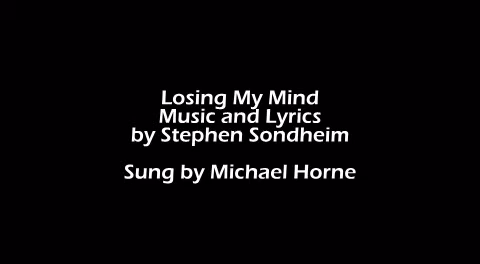 Losing My Mind
Music and Lyrics
by Stephen Sondheim
Sung by Michael Horne